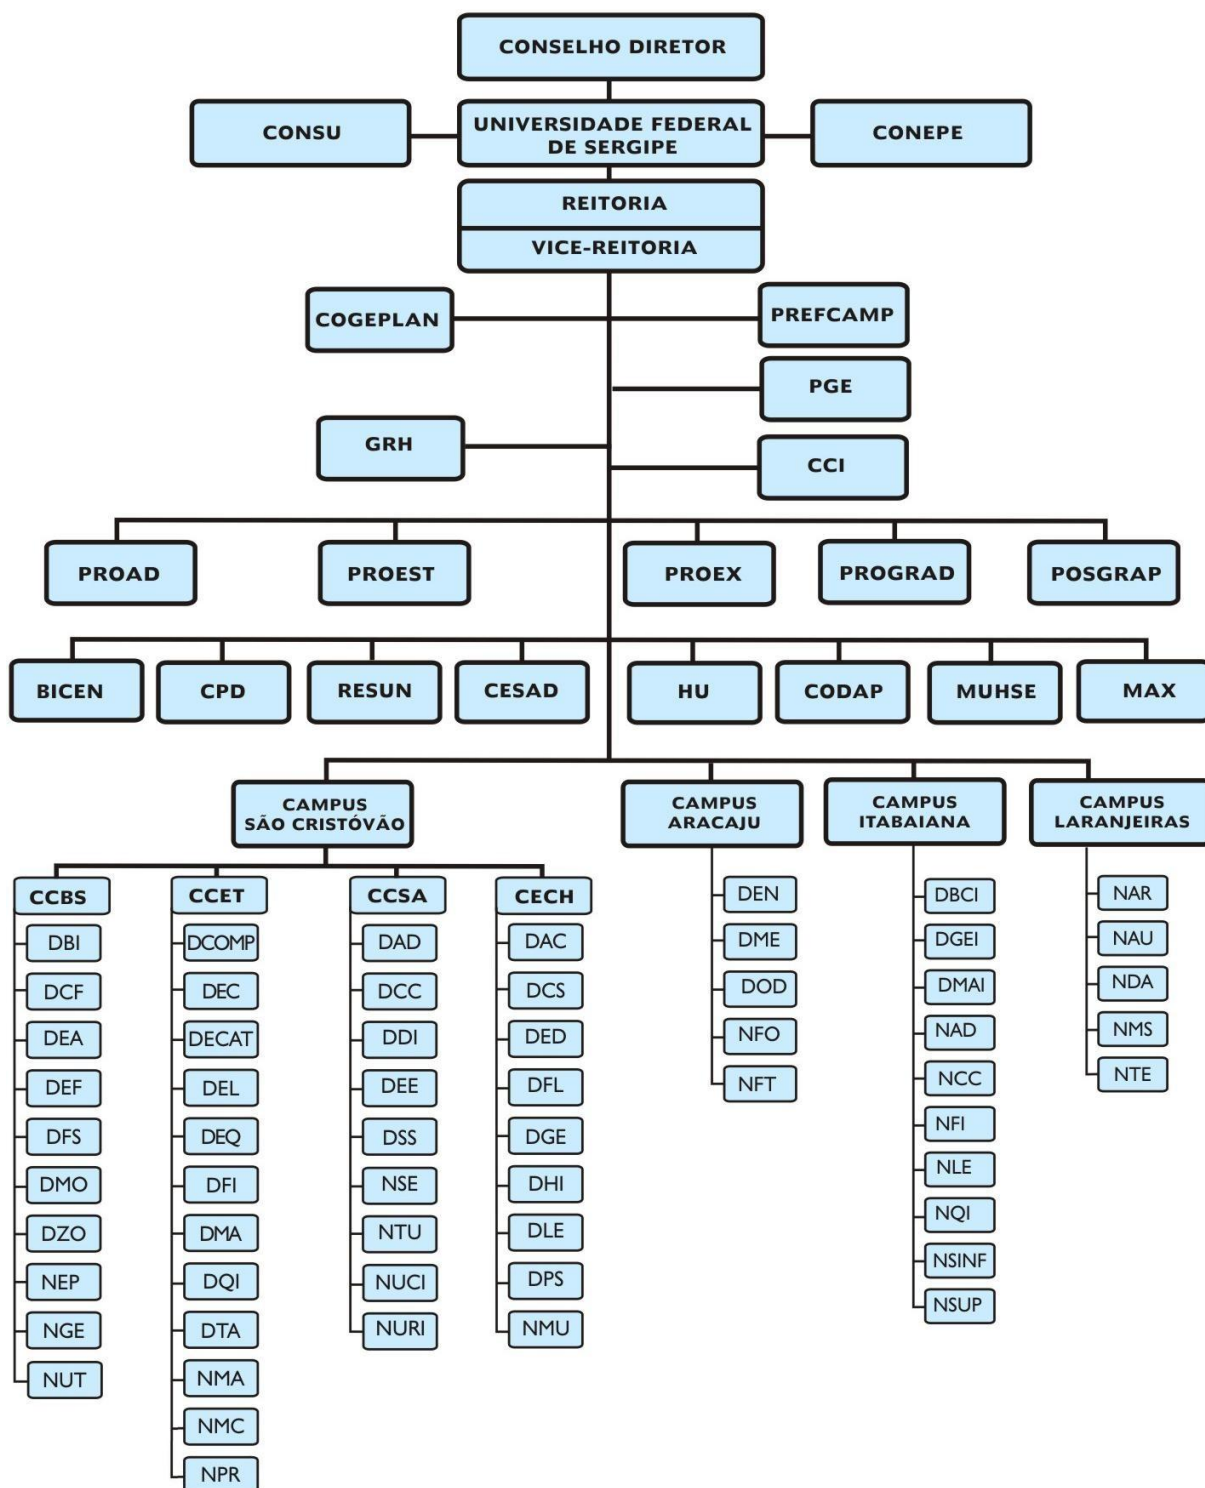 CONSELHO DIRETOR
CONSU
UNIVERSIDADE FEDERAL
DE SERGIPE
CONEPE
REITORIA
VICE-REITORIA
COGEPLAN
PREFCAMP
PGE
GRH
CCI
PROAD
PROEST
PROEX
PROGRAD
POSGRAP
BICEN
CPD
RESUN
CESAD
HU
CODAP
MUHSE
MAX
CAMPUS
SÃO CRISTÓVÃO
CAMPUS
ARACAJU
CAMPUS
ITABAIANA
CAMPUS
LARANJEIRAS
CCBS
DBI
DCF
DEA
DEF
DFS
DMO
DZO
NEP
NGE
NUT
CCET
DCOMP
DEC
DECAT
DEL
DEQ
DFI
DMA
DQI
DTA
NMA
NMC
NPR
CCSA
DAD
DCC
DDI
DEE
DSS
NSE
NTU
NUCI
NURI
CECH
DAC
DCS
DED
DFL
DGE
DHI
DLE
DPS
NMU
DEN
DME
DOD
NFO
NFT
DBCI
DGEI
DMAI
NAD
NCC
NFI
NLE
NQI
NSINF
NSUP
NAR
NAU
NDA
NMS
NTE